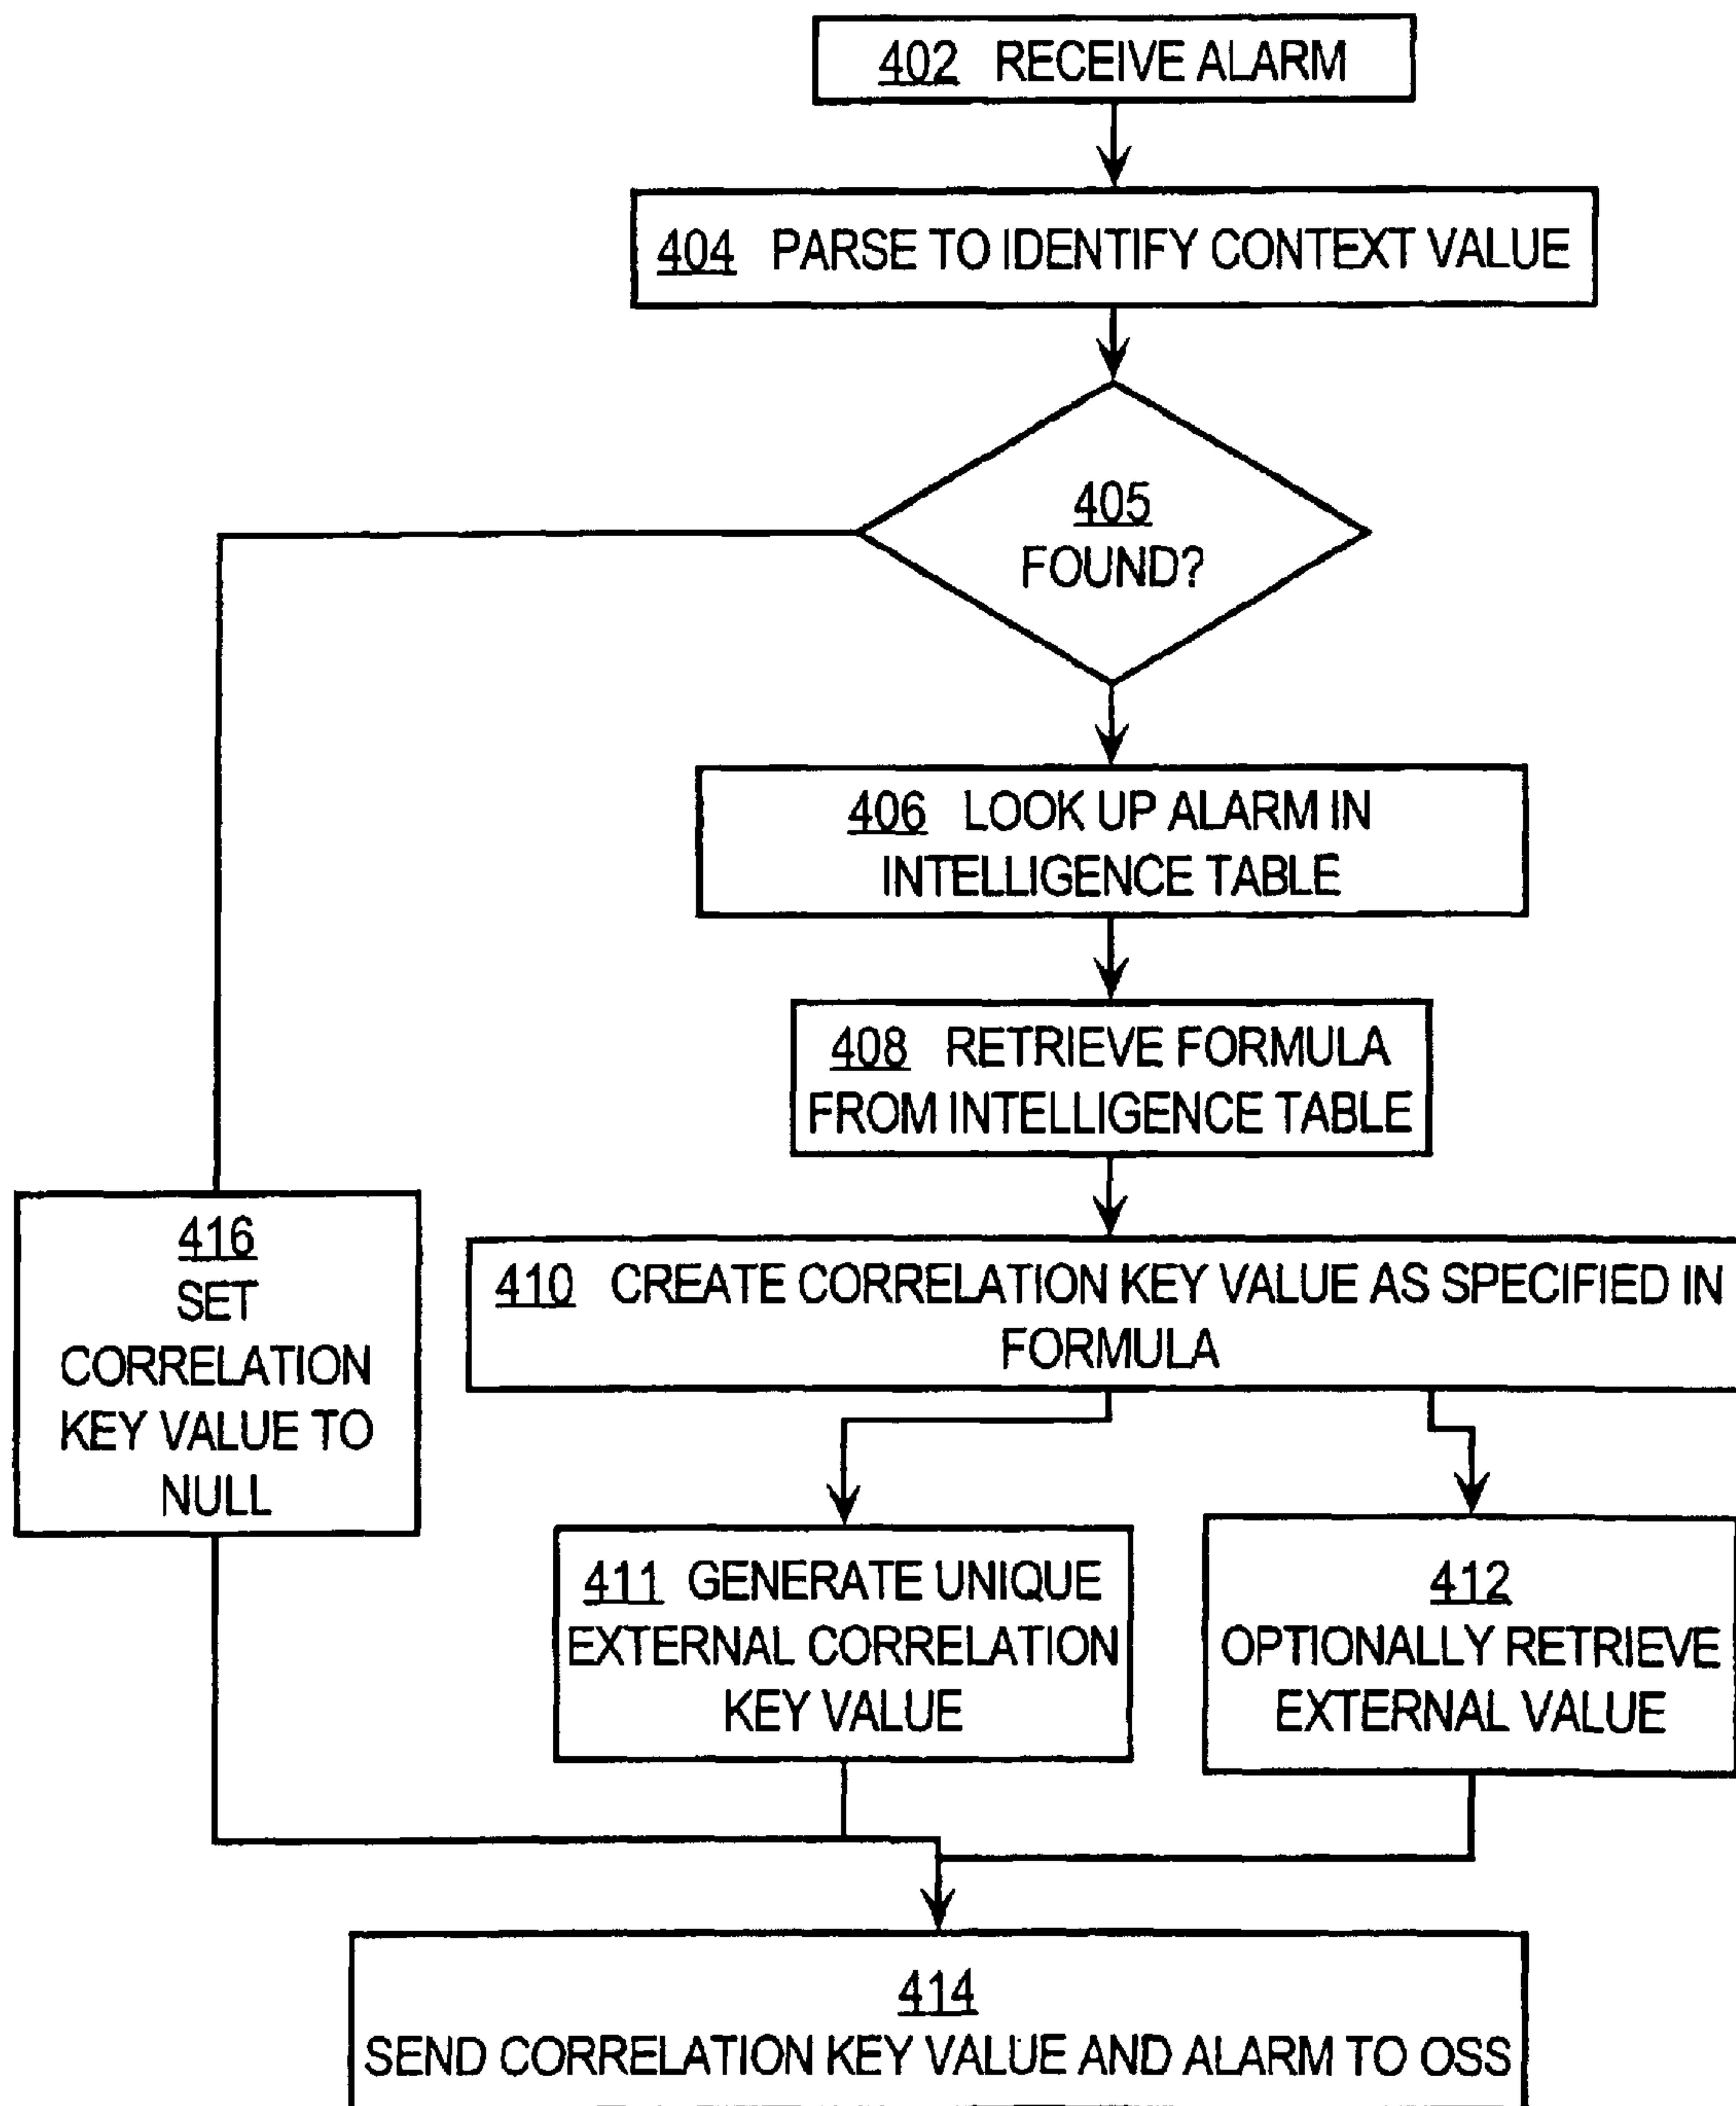 402 RECEIVE ALARM
404 PARSE TO IDENTIFY CONTEXT VALUE
405
FOUND?
406 LOOK UP ALARM IN
INTELLIGENCE TABLE
408 RETRIEVE FORMULA
FROM INTELLIGENCE TABLE
416
SET
CORRELATION
KEY VALUE TO
NULL
410 CREATE CORRELATION KEY VALUE AS SPECIFIED IN
FORMULA
411 GENERATE UNIQUE
EXTERNAL CORRELATION
KEY VALUE
412
OPTIONALLY RETRIEVE
EXTERNAL VALUE
414
SEND CORRELATION KEY VALUE AND ALARM TO OSS